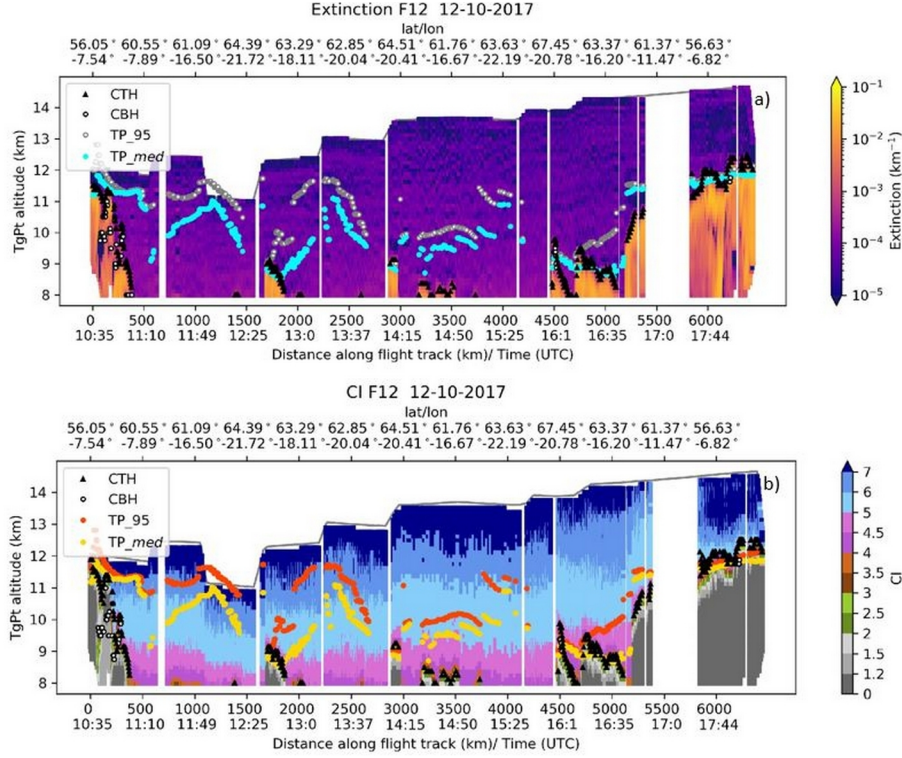 Extinction F12 12-10-2017
lat/lon
56.05° 60.55° 61.09° 64.39° 63.29° 62.85° 64.51° 61.76° 63.63° 67.45° 63.37° 61.37° 56.63°
-7.54° -7.89° -16.50° -21.72° -18.11° -20.04° -20.41° -16.67° -22.19° -20.78° -16.20° -11.47° -6.82°
a)
CTH
CBH
TP_95
TP_med
TgPt altitude (km)
14
13
12
11
10
9
8
0 500 1000 1500 2000 2500 3000 3500 4000 4500 5000 5500 6000
10:35 11:10 11:49 12:25 13:0 13:37 14:15 14:50 15:25 16:1 16:35 17:0 17:44
Distance along flight track (km)/ Time (UTC)
10⁻¹
10⁻²
10⁻³
10⁻⁴
10⁻⁵
Extinction (km⁻¹)
CI F12 12-10-2017
lat/lon
56.05° 60.55° 61.09° 64.39° 63.29° 62.85° 64.51° 61.76° 63.63° 67.45° 63.37° 61.37° 56.63°
-7.54° -7.89° -16.50° -21.72° -18.11° -20.04° -20.41° -16.67° -22.19° -20.78° -16.20° -11.47° -6.82°
b)
CTH
CBH
TP_95
TP_med
TgPt altitude (km)
14
13
12
11
10
9
8
0 500 1000 1500 2000 2500 3000 3500 4000 4500 5000 5500 6000
10:35 11:10 11:49 12:25 13:0 13:37 14:15 14:50 15:25 16:1 16:35 17:0 17:44
Distance along flight track (km)/ Time (UTC)
7
6
5
4.5
4
3.5
3
2.5
2
1.5
1.2
0
CI